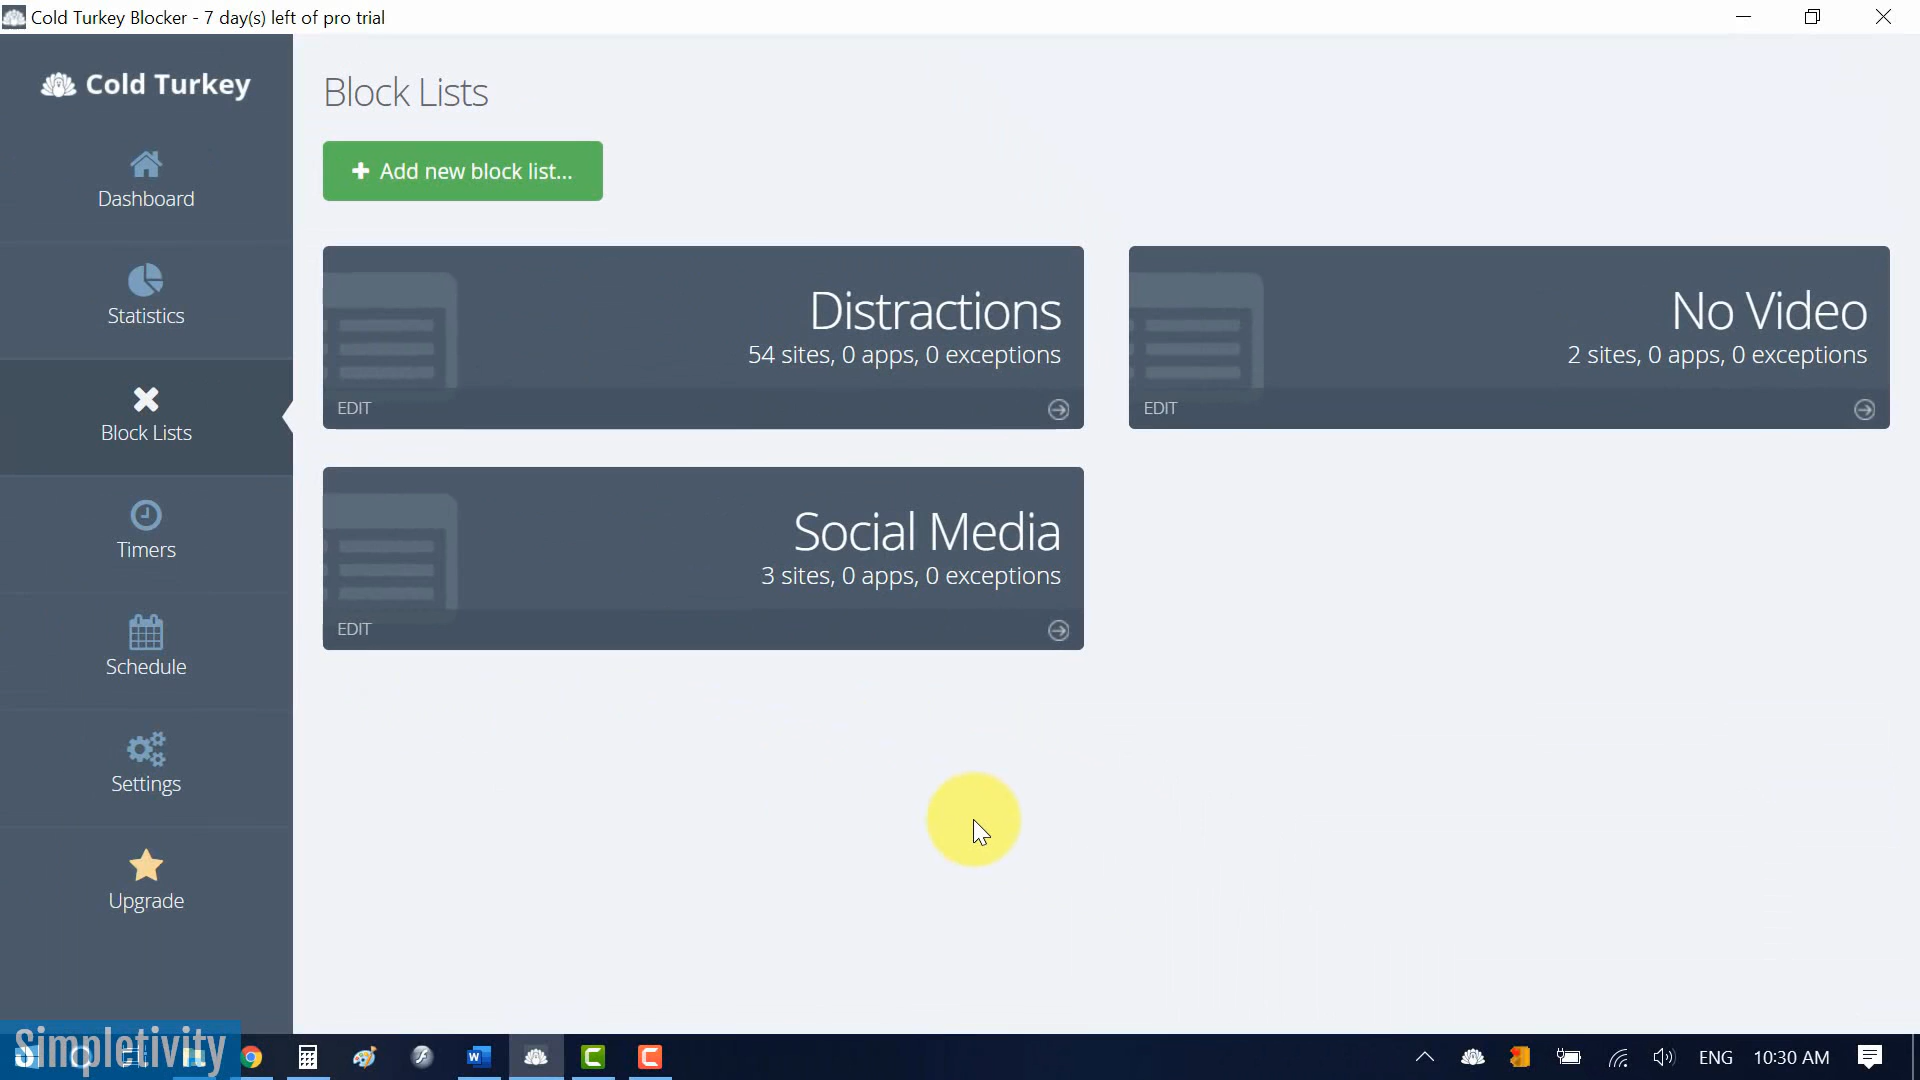 Cold Turkey Blocker - 7 day(s) left of pro trial
Cold Turkey
Dashboard
Statistics
Block Lists
Timers
Schedule
Settings
Upgrade
Block Lists
Add new block list...
Distractions
54 sites, 0 apps, 0 exceptions
EDIT
No Video
2 sites, 0 apps, 0 exceptions
EDIT
Social Media
3 sites, 0 apps, 0 exceptions
EDIT
Simpletivity
ENG
10:30 AM